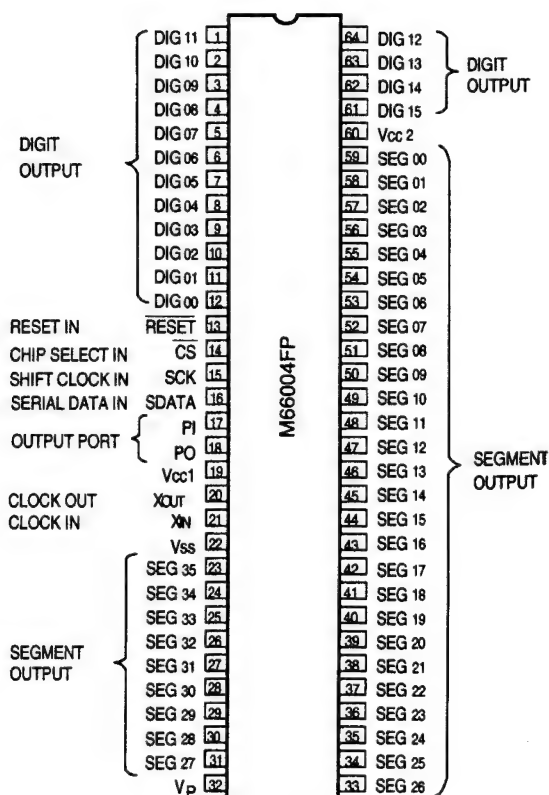 DIG 11 1 64 DIG 12
DIG 10 2 63 DIG 13
DIG 09 3 62 DIG 14
DIG 08 4 61 DIG 15
DIGIT
OUTPUT
DIG 07 5 60 Vcc 2
DIG 06 6 59 SEG 00
DIG 05 7 58 SEG 01
DIG 04 8 57 SEG 02
DIG 03 9 56 SEG 03
DIG 02 10 55 SEG 04
DIG 01 11 54 SEG 05
DIG 00 12 53 SEG 06
DIGIT
OUTPUT
RESET IN RESET 13 52 SEG 07
CHIP SELECT IN CS 14 51 SEG 08
SHIFT CLOCK IN SCK 15 50 SEG 09
SERIAL DATA IN SDATA 16 49 SEG 10
PI 17 48 SEG 11
PO 18 47 SEG 12
OUTPUT PORT
Vcc1 19 46 SEG 13
CLOCK OUT XOUT 20 45 SEG 14
CLOCK IN XIN 21 44 SEG 15
Vss 22 43 SEG 16
SEG 35 23 42 SEG 17
SEG 34 24 41 SEG 18
SEG 33 25 40 SEG 19
SEG 32 26 39 SEG 20
SEG 31 27 38 SEG 21
SEG 30 28 37 SEG 22
SEG 29 29 36 SEG 23
SEG 28 30 35 SEG 24
SEG 27 31 34 SEG 25
VP 32 33 SEG 26
SEGMENT
OUTPUT
SEGMENT
OUTPUT
M66004FP